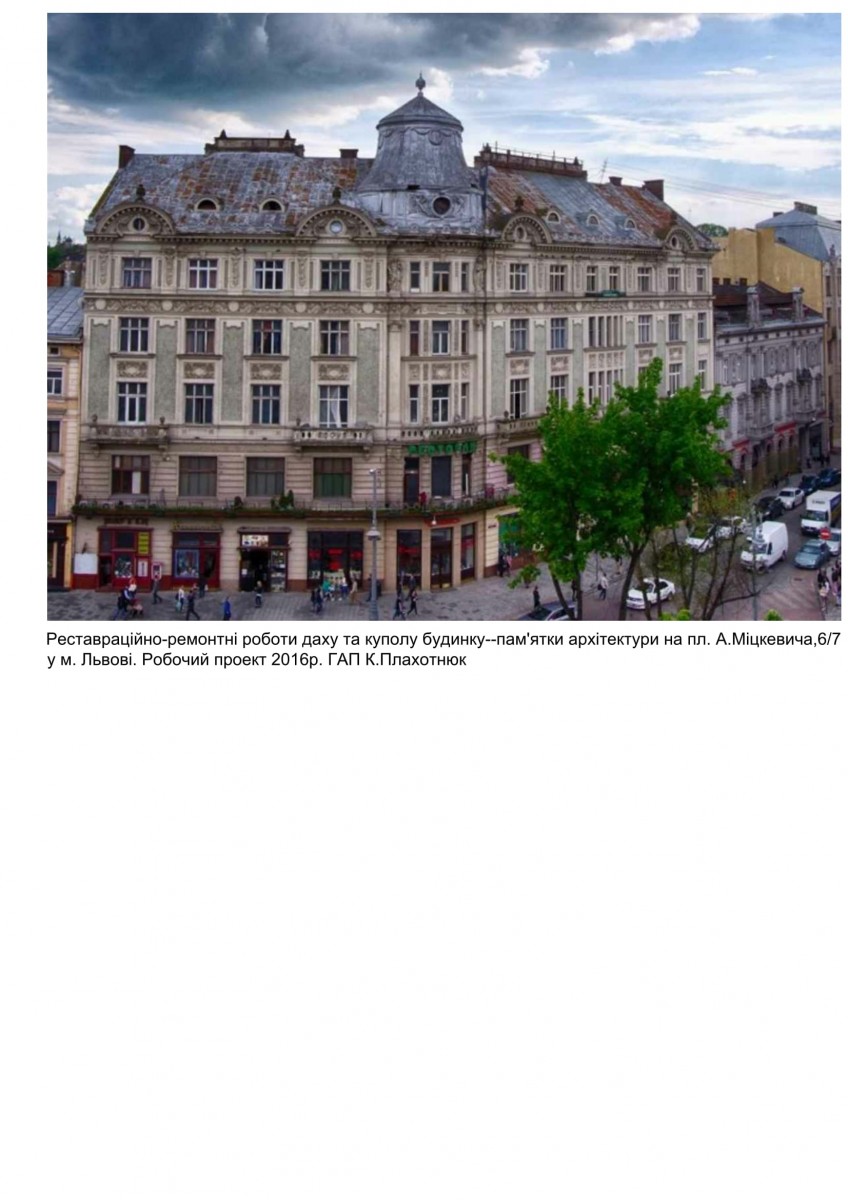 Реставраційно-ремонтні роботи даху та куполу будинку--пам'ятки архітектури на пл. А.Міцкевича,6/7
у м. Львові. Робочий проект 2016р. ГАП К.Плахотнюк